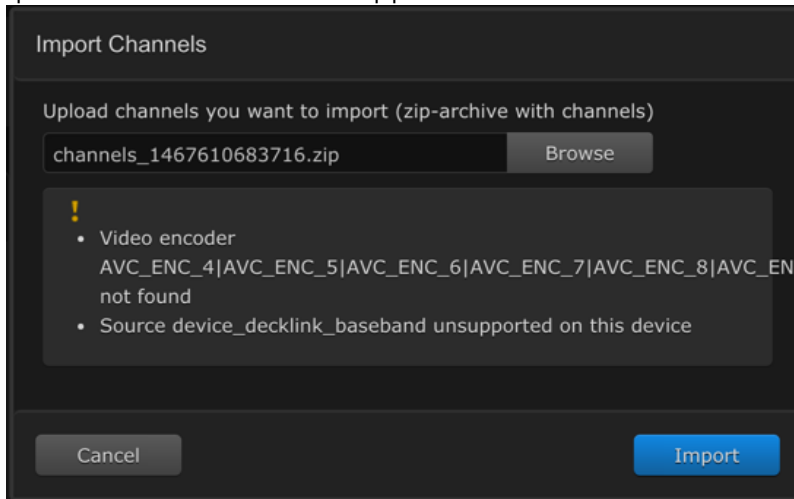 Import Channels
Upload channels you want to import (zip-archive with channels)
channels_1467610683716.zip
Browse
!
• Video encoder
AVC_ENC_4|AVC_ENC_5|AVC_ENC_6|AVC_ENC_7|AVC_ENC_8|AVC_EN
not found
• Source device_decklink_baseband unsupported on this device
Cancel
Import